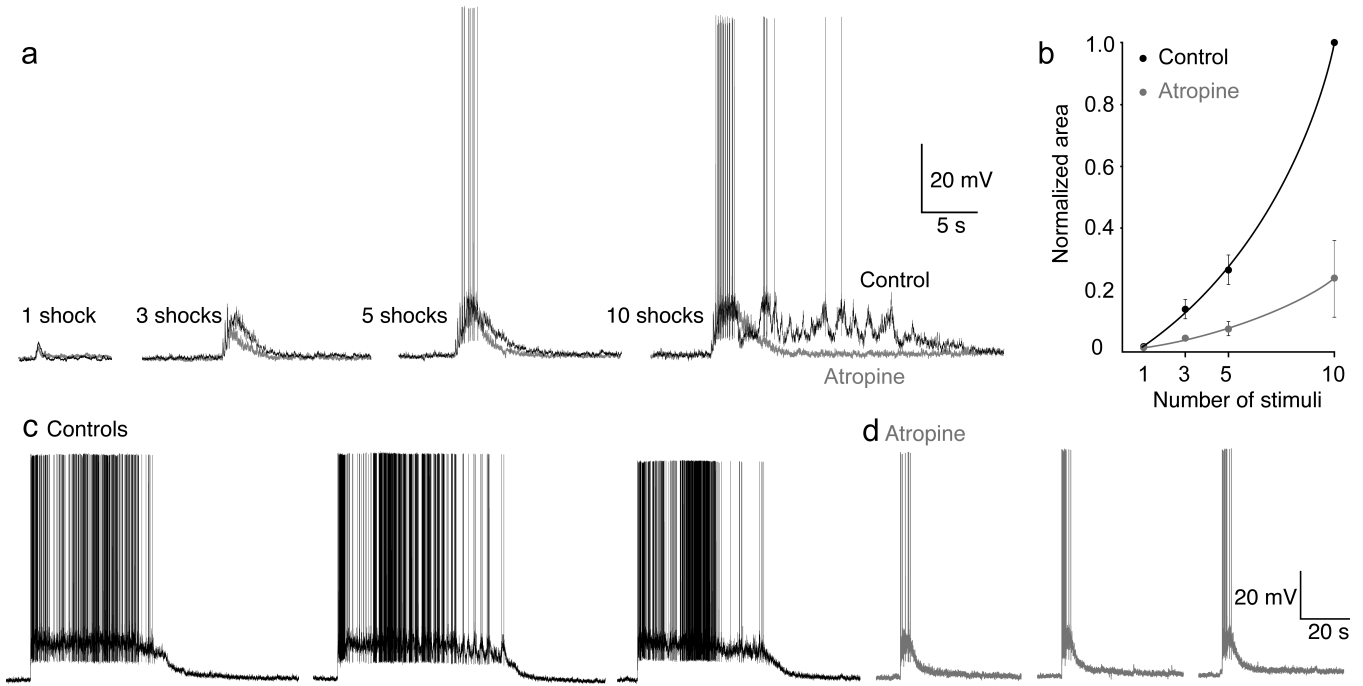 a
1 shock
3 shocks
5 shocks
10 shocks
Control
Atropine
20 mV
5 s
b
Control
Atropine
Normalized area
1.0
0.8
0.6
0.4
0.2
0
1 3 5 10
Number of stimuli
c Controls
d Atropine
20 mV
20 s